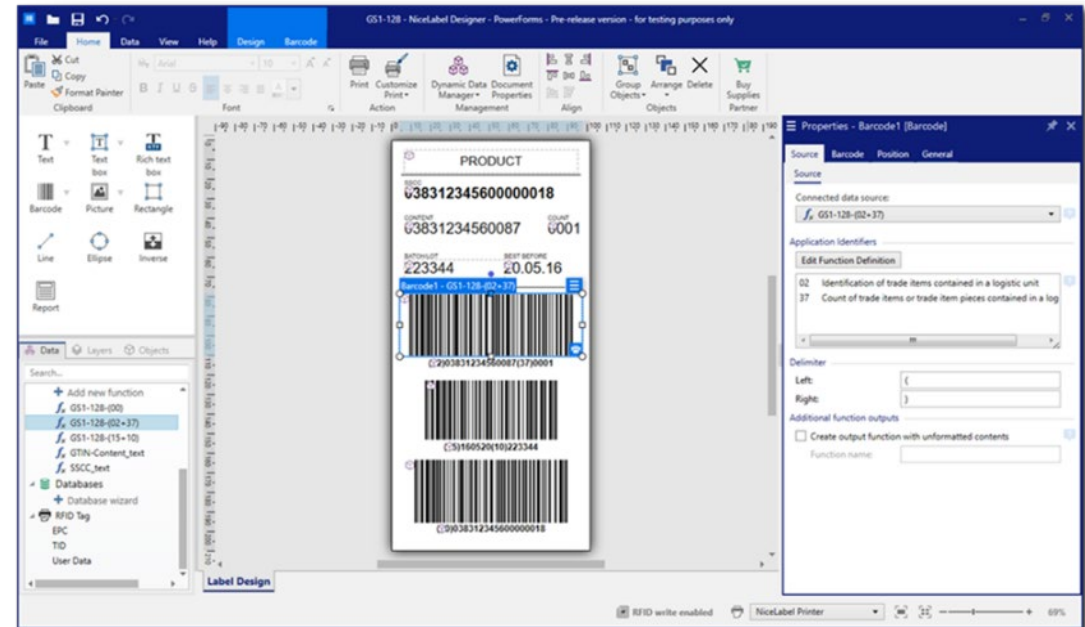 GS1-128 - NiceLabel Designer - PowerForms - Pre-release version - for testing purposes only
File Home Data View Help Design Barcode
Paste
Cut
Copy
Format Painter
Clipboard
Arial 10
B I U
Font
Print
Customize Print
Action
Dynamic Data Manager
Document Properties
Management
Align
Group Objects
Arrange
Delete
Objects
Buy Supplies
Partner
Text
Text box
Rich text box
Barcode
Picture
Rectangle
Line
Ellipse
Inverse
Report
Data Layers Objects
Search...
Add new function
GS1-128-(00)
GS1-128-(02+37)
GS1-128-(15+10)
GTIN-Content_text
SSCC_text
Databases
Database wizard
RFID Tag
EPC
TID
User Data
PRODUCT
SSCC
038312345600000018
CONTENT COUNT
03831234560087 0001
BATCH/LOT BEST BEFORE
223344 20.05.16
Barcode1 - GS1-128-(02+37)
(02)03831234560087(37)0001
(15)160520(10)223344
(00)038312345600000018
Label Design
Properties - Barcode1 [Barcode]
Source Barcode Position General
Source
Connected data source:
GS1-128-(02+37)
Application Identifiers
Edit Function Definition
02 Identification of trade items contained in a logistic unit
37 Count of trade items or trade item pieces contained in a log
Delimiter
Left: (
Right: )
Additional function outputs
Create output function with unformatted contents
Function name:
RFID write enabled NiceLabel Printer 69%